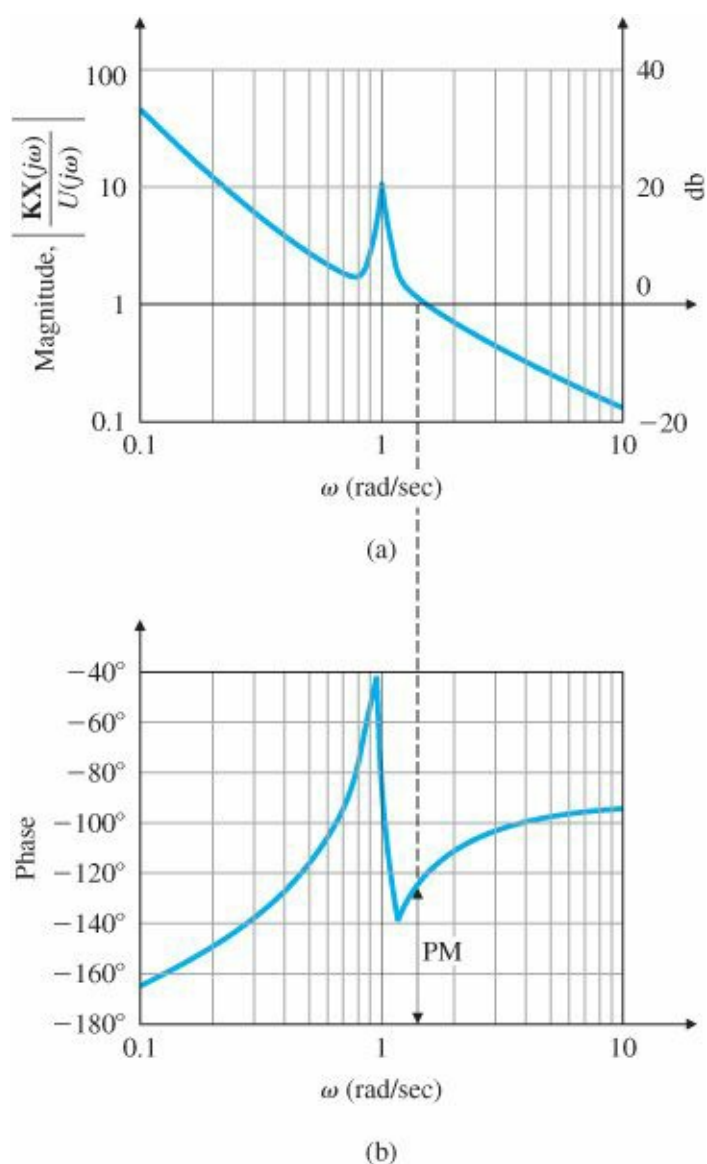 100
10
1
0.1
Magnitude, | KX(jω) / U(jω) |
40
20
0
−20
db
0.1
1
10
ω (rad/sec)
(a)
−40°
−60°
−80°
−100°
−120°
−140°
−160°
−180°
Phase
PM
0.1
1
10
ω (rad/sec)
(b)